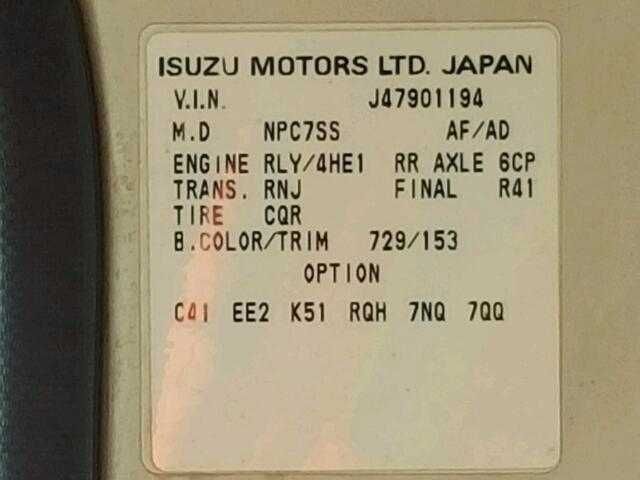 ISUZU MOTORS LTD. JAPAN
V.I.N. J47901194
M.D NPC7SS AF/AD
ENGINE RLY/4HE1 RR AXLE 6CP
TRANS. RNJ FINAL R41
TIRE CQR
B.COLOR/TRIM 729/153
OPTION
C41 EE2 K51 RQH 7NQ 7QQ